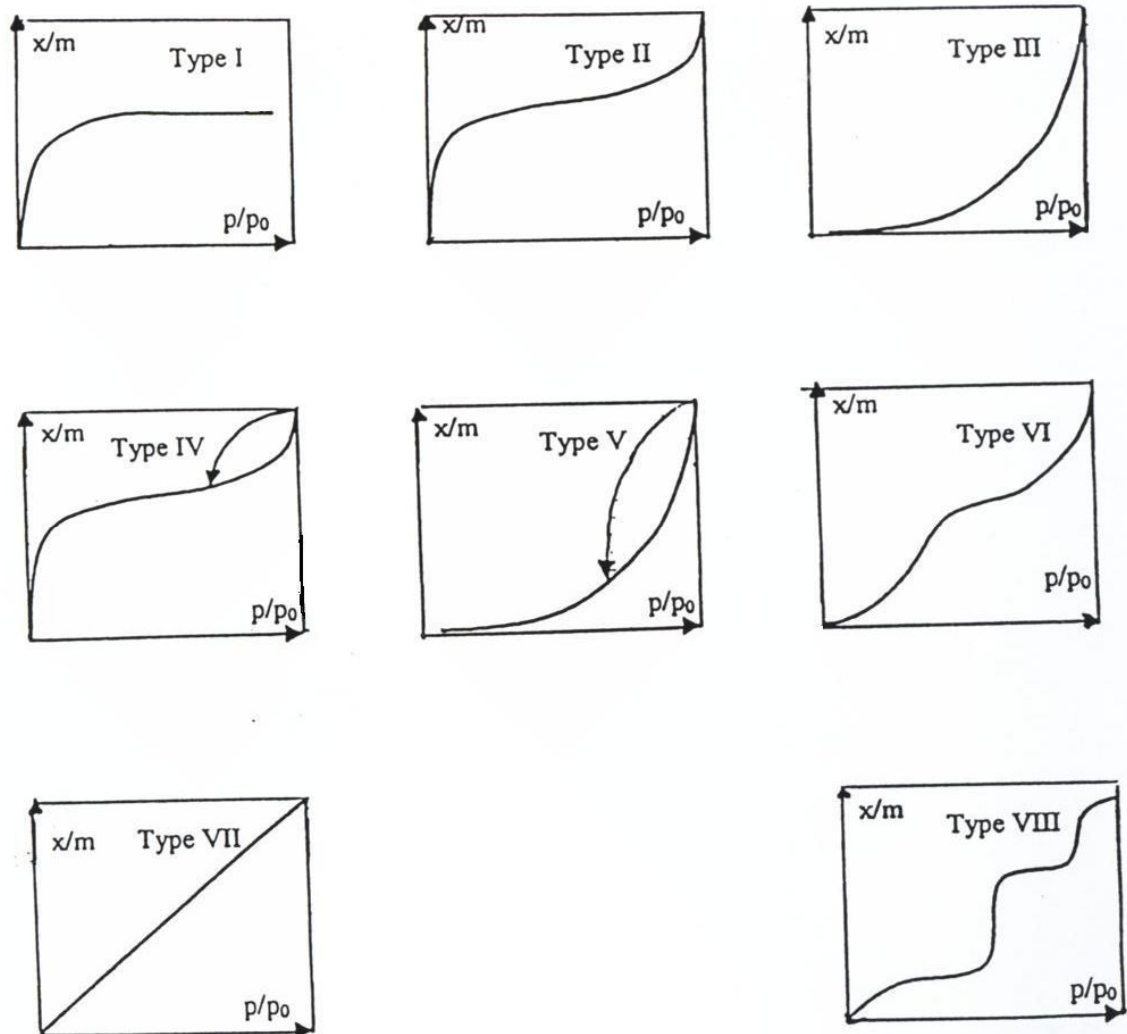 x/m
Type I
p/p₀
x/m
Type II
p/p₀
x/m
Type III
p/p₀
x/m
Type IV
p/p₀
x/m
Type V
p/p₀
x/m
Type VI
p/p₀
x/m
Type VII
p/p₀
x/m
Type VIII
p/p₀